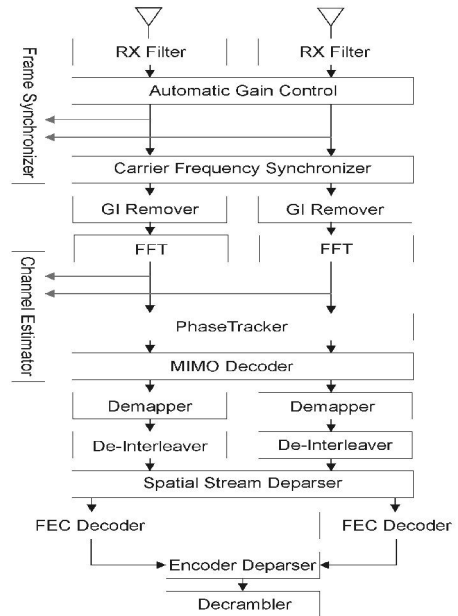 RX Filter RX Filter
Automatic Gain Control
Frame Synchronizer
Carrier Frequency Synchronizer
GI Remover GI Remover
FFT FFT
Channel Estimator
PhaseTracker
MIMO Decoder
Demapper Demapper
De-Interleaver De-Interleaver
Spatial Stream Deparser
FEC Decoder FEC Decoder
Encoder Deparser
Decrambler